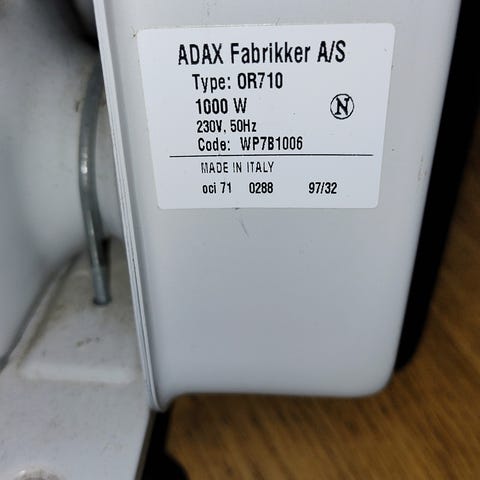 ADAX Fabrikker A/S
Type: OR710
1000 W
N
230V, 50Hz
Code: WP7B1006
MADE IN ITALY
oci 71 0288 97/32